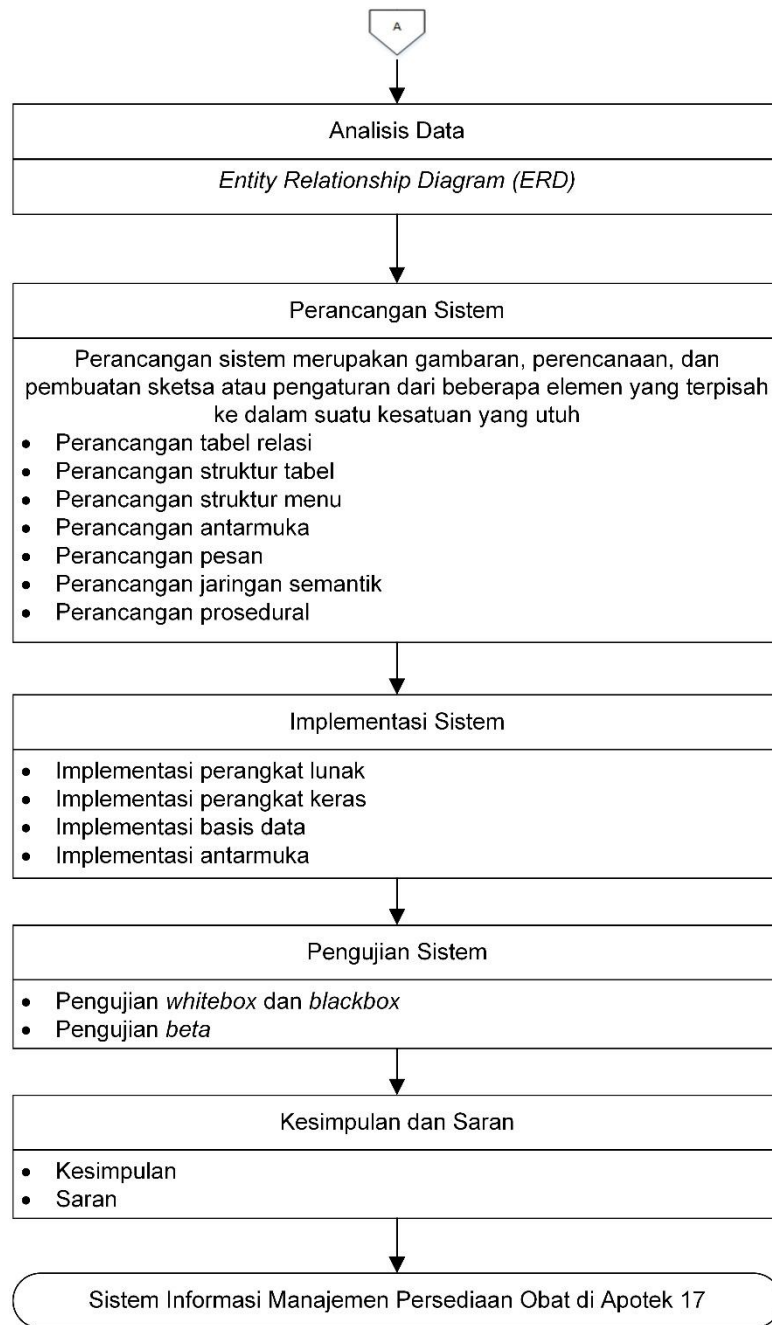 A
Analisis Data
Entity Relationship Diagram (ERD)
Perancangan Sistem
Perancangan sistem merupakan gambaran, perencanaan, dan
pembuatan sketsa atau pengaturan dari beberapa elemen yang terpisah
ke dalam suatu kesatuan yang utuh
• Perancangan tabel relasi
• Perancangan struktur tabel
• Perancangan struktur menu
• Perancangan antarmuka
• Perancangan pesan
• Perancangan jaringan semantik
• Perancangan prosedural
Implementasi Sistem
• Implementasi perangkat lunak
• Implementasi perangkat keras
• Implementasi basis data
• Implementasi antarmuka
Pengujian Sistem
• Pengujian whitebox dan blackbox
• Pengujian beta
Kesimpulan dan Saran
• Kesimpulan
• Saran
Sistem Informasi Manajemen Persediaan Obat di Apotek 17